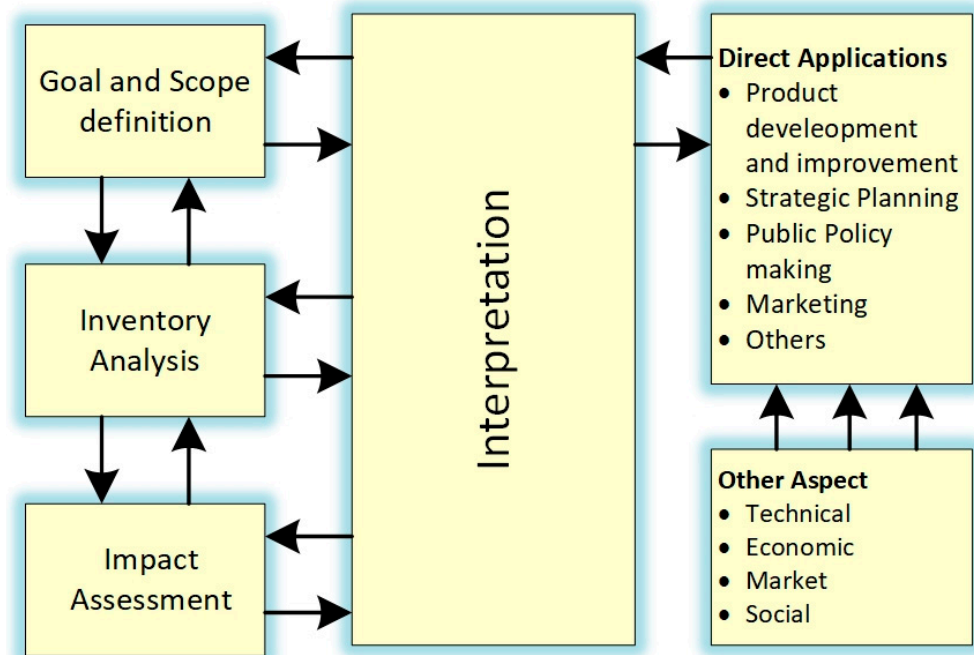 Goal and Scope
definition
Inventory
Analysis
Impact
Assessment
Interpretation
Direct Applications
• Product
develeopment
and improvement
• Strategic Planning
• Public Policy
making
• Marketing
• Others
Other Aspect
• Technical
• Economic
• Market
• Social